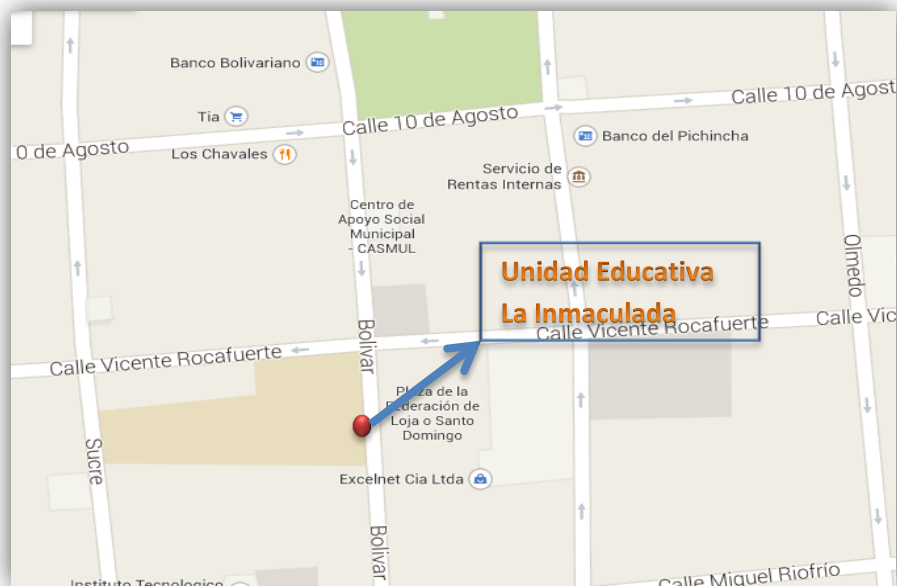 Banco Bolivariano
Tia
Calle 10 de Agosto
Calle 10 de Agost
0 de Agosto
Los Chavales
Banco del Pichincha
Servicio de
Rentas Internas
Centro de
Apoyo Social
Municipal
- CASMUL
Olmedo
Unidad Educativa
La Inmaculada
Calle Vicente Rocafuerte
Calle Vic
Bolivar
Calle Vicente Rocafuerte
Plaza de la
Federación de
Loja o Santo
Domingo
Sucre
Excelnet Cia Ltda
Bolivar
Instituto Tecnologico
Calle Miguel Riofrío